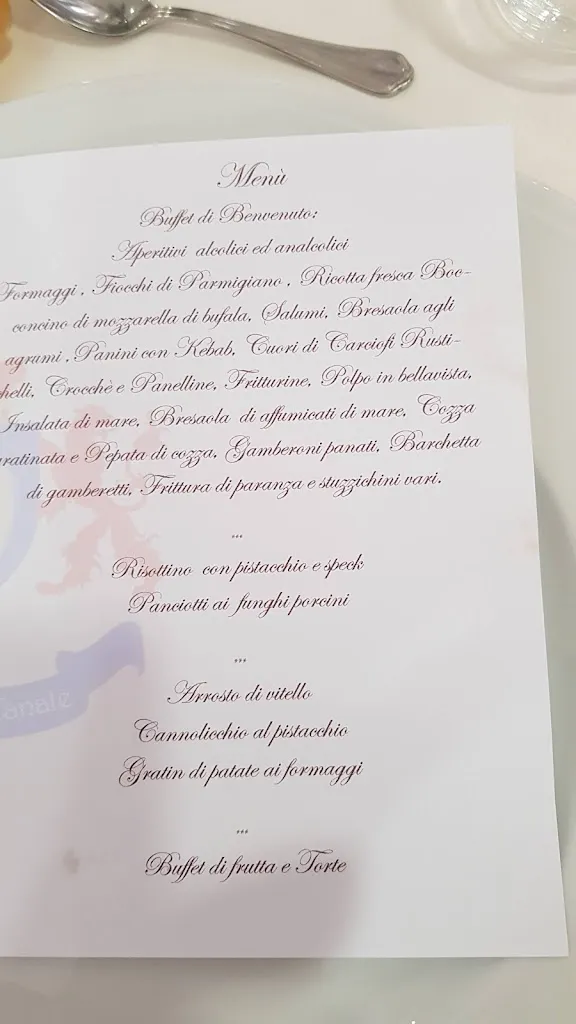 Menù
Buffet di Benvenuto:
Aperitivi alcolici ed analcolici
Formaggi, Fiocchi di Parmigiano, Ricotta fresca Boc-
concino di mozzarella di bufala, Salumi, Bresaola agli
agrumi, Panini con Kebab, Cuori di Carciofi Rusti-
chelli, Crocchè e Panelline, Fritturine, Polpo in bellavista,
Insalata di mare, Bresaola di affumicati di mare, Cozza
gratinata e Pepata di cozza, Gamberoni panati, Barchetta
di gamberetti, Frittura di paranza e stuzzichini vari.
***
Risottino con pistacchio e speck
Panciotti ai funghi porcini
***
Arrosto di vitello
Cannolicchio al pistacchio
Gratin di patate ai formaggi
***
Buffet di frutta e Torte